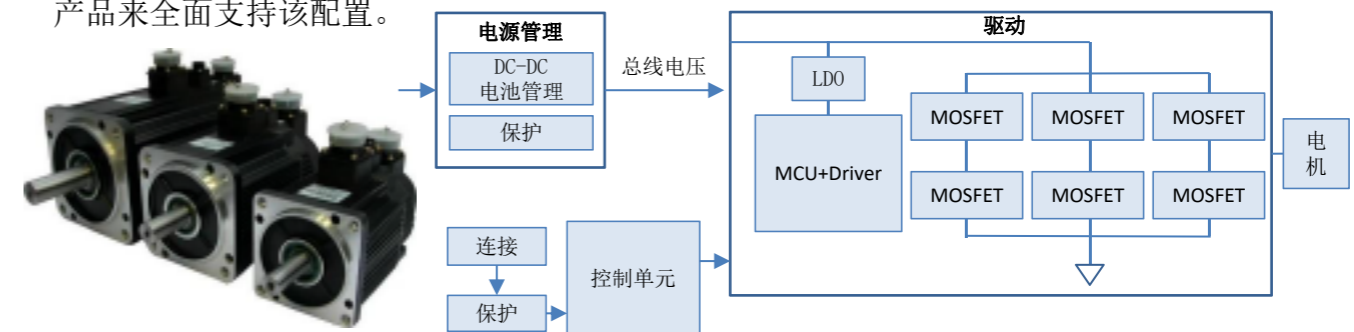 产品来全面支持该配置。
电源管理
DC-DC
电池管理
保护
总线电压
驱动
LDO
MCU+Driver
MOSFET
MOSFET
MOSFET
MOSFET
MOSFET
MOSFET
电
机
连接
保护
控制单元